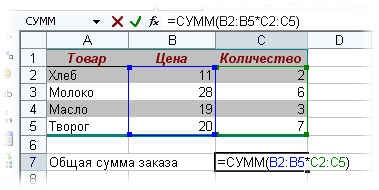 СУММ =СУММ(B2:B5*C2:C5)
A B C D
1 Товар Цена Количество
2 Хлеб 11 2
3 Молоко 28 6
4 Масло 19 3
5 Творог 20 7
6
7 Общая сумма заказа =СУММ(B2:B5*C2:C5)
8